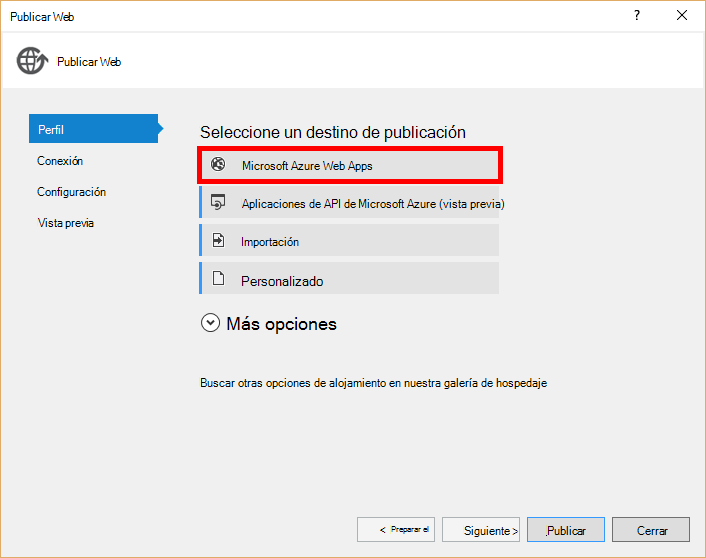 Publicar Web
?
Publicar Web
Perfil
Conexión
Configuración
Vista previa
Seleccione un destino de publicación
Microsoft Azure Web Apps
Aplicaciones de API de Microsoft Azure (vista previa)
Importación
Personalizado
Más opciones
Buscar otras opciones de alojamiento en nuestra galería de hospedaje
< Preparar el
Siguiente >
Publicar
Cerrar